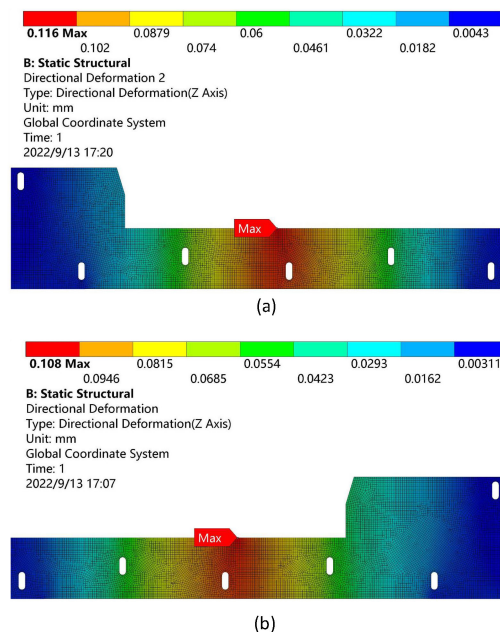 0.116 Max 0.0879 0.06 0.0322 0.0043
0.102 0.074 0.0461 0.0182
B: Static Structural
Directional Deformation 2
Type: Directional Deformation(Z Axis)
Unit: mm
Global Coordinate System
Time: 1
2022/9/13 17:20
Max
(a)
0.108 Max 0.0815 0.0554 0.0293 0.00311
0.0946 0.0685 0.0423 0.0162
B: Static Structural
Directional Deformation
Type: Directional Deformation(Z Axis)
Unit: mm
Global Coordinate System
Time: 1
2022/9/13 17:07
Max
(b)